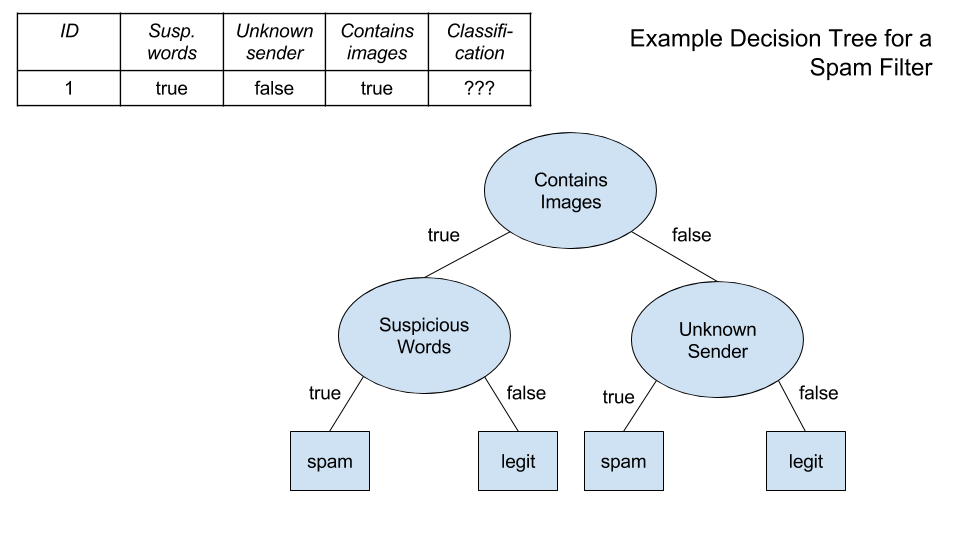 ID
Susp.
words
Unknown
sender
Contains
images
Classifi-
cation
1
true
false
true
???
Example Decision Tree for a
Spam Filter
Contains
Images
true
false
Suspicious
Words
Unknown
Sender
true
false
true
false
spam
legit
spam
legit